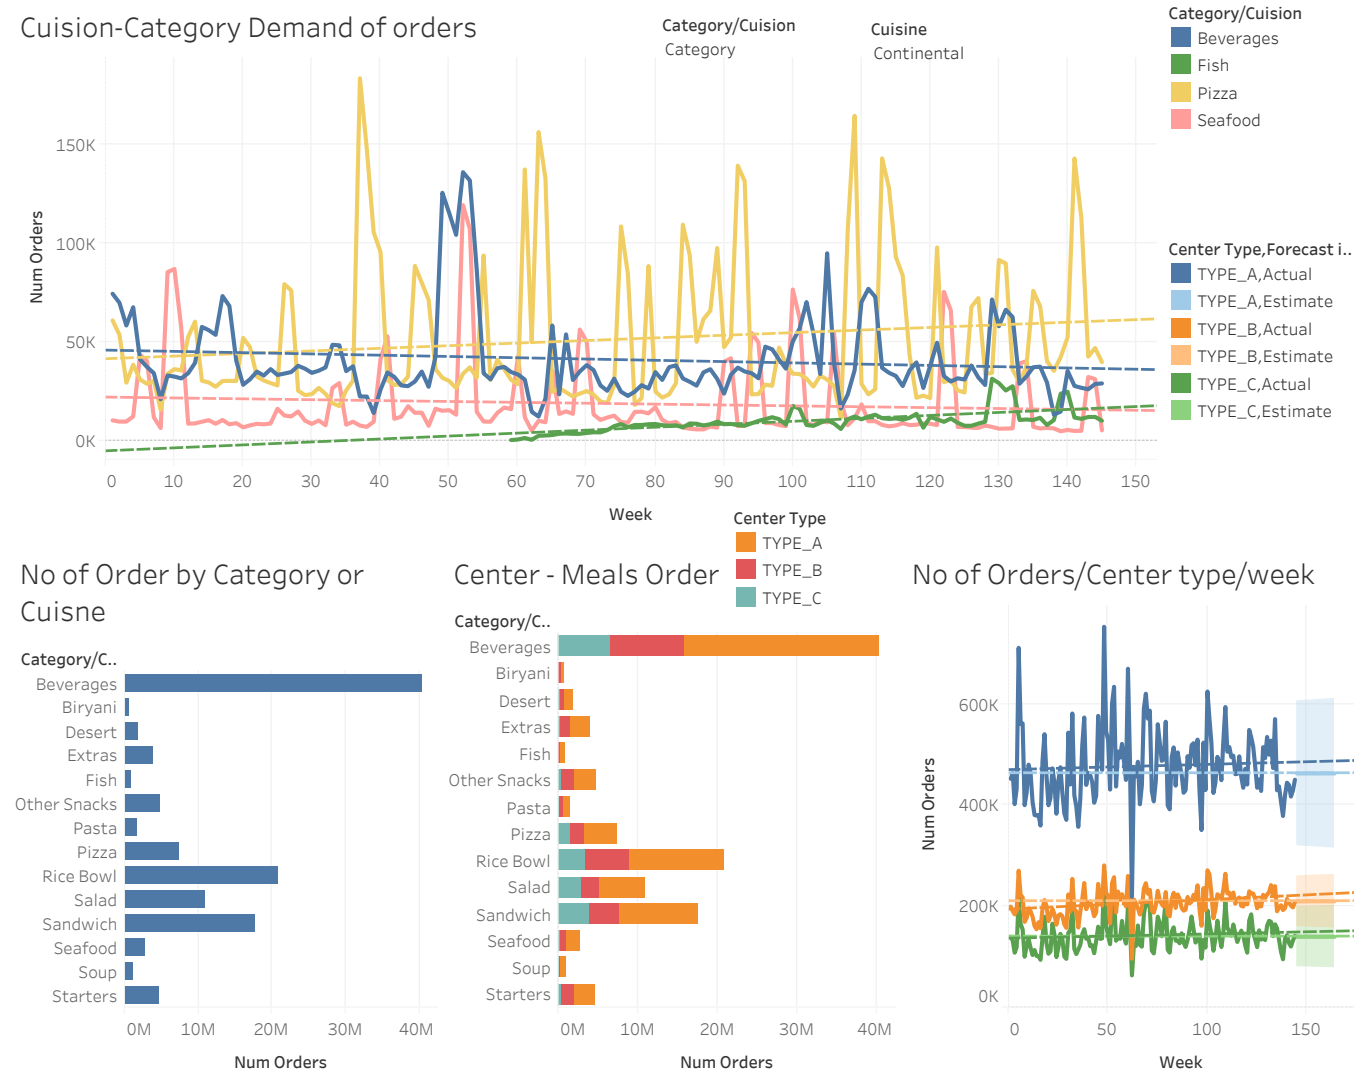 Cuision-Category Demand of orders
Category/Cuision
Category
Cuisine
Continental
Category/Cuision
Beverages
Fish
Pizza
Seafood
Num Orders
150K
100K
50K
0K
0 10 20 30 40 50 60 70 80 90 100 110 120 130 140 150
Week
Center Type,Forecast i..
TYPE_A,Actual
TYPE_A,Estimate
TYPE_B,Actual
TYPE_B,Estimate
TYPE_C,Actual
TYPE_C,Estimate
Center Type
TYPE_A
TYPE_B
TYPE_C
No of Order by Category or
Cuisne
Category/C..
Beverages
Biryani
Desert
Extras
Fish
Other Snacks
Pasta
Pizza
Rice Bowl
Salad
Sandwich
Seafood
Soup
Starters
0M 10M 20M 30M 40M
Num Orders
Center - Meals Order
Category/C..
Beverages
Biryani
Desert
Extras
Fish
Other Snacks
Pasta
Pizza
Rice Bowl
Salad
Sandwich
Seafood
Soup
Starters
0M 10M 20M 30M 40M
Num Orders
No of Orders/Center type/week
Num Orders
600K
400K
200K
0K
0 50 100 150
Week